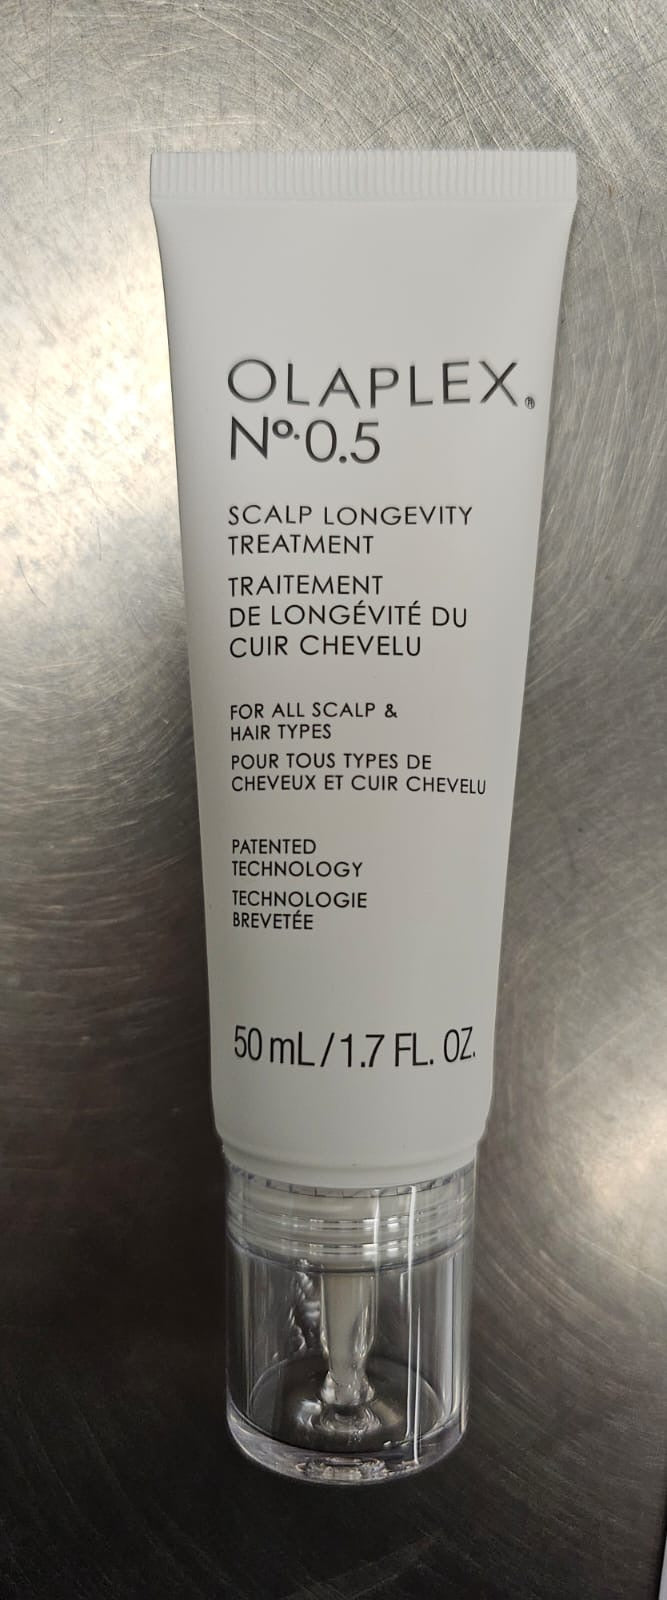 OLAPLEX®
Nº.0.5
SCALP LONGEVITY
TREATMENT
TRAITEMENT
DE LONGÉVITÉ DU
CUIR CHEVELU
FOR ALL SCALP &
HAIR TYPES
POUR TOUS TYPES DE
CHEVEUX ET CUIR CHEVELU
PATENTED
TECHNOLOGY
TECHNOLOGIE
BREVETÉE
50 mL/1.7 FL. OZ.